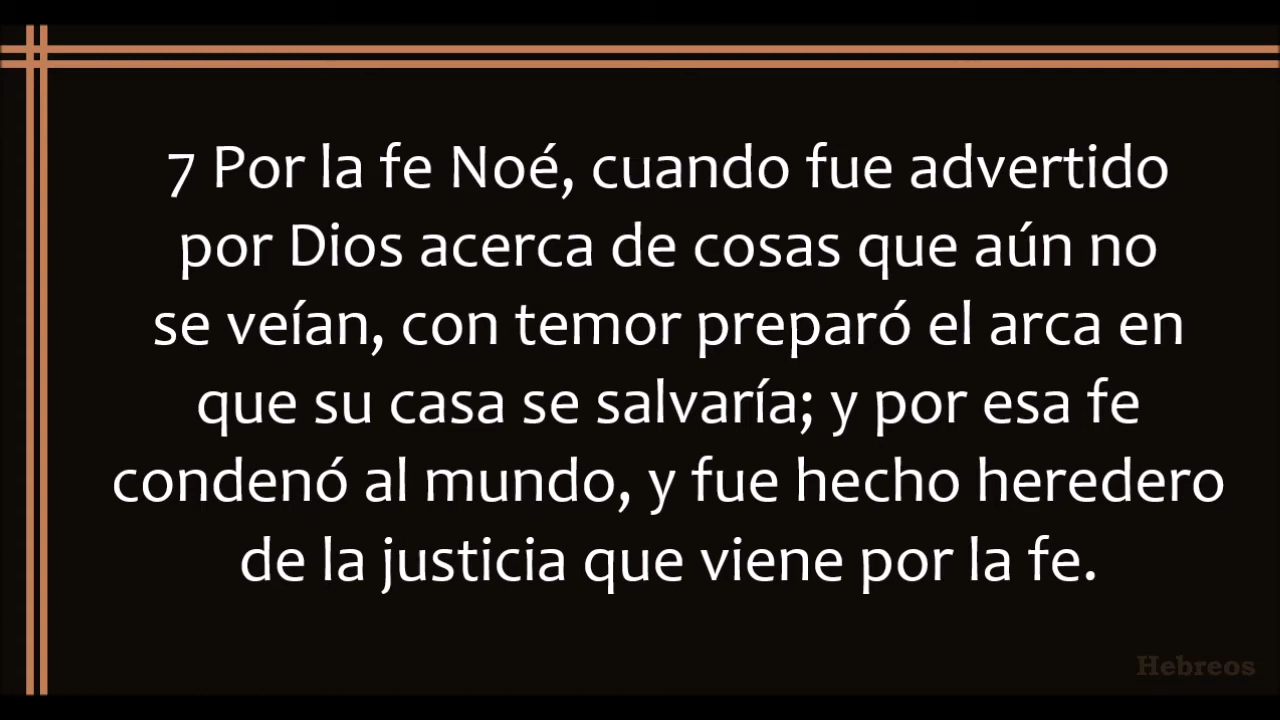 7 Por la fe Noé, cuando fue advertido
por Dios acerca de cosas que aún no
se veían, con temor preparó el arca en
que su casa se salvaría; y por esa fe
condenó al mundo, y fue hecho heredero
de la justicia que viene por la fe.
Hebreos